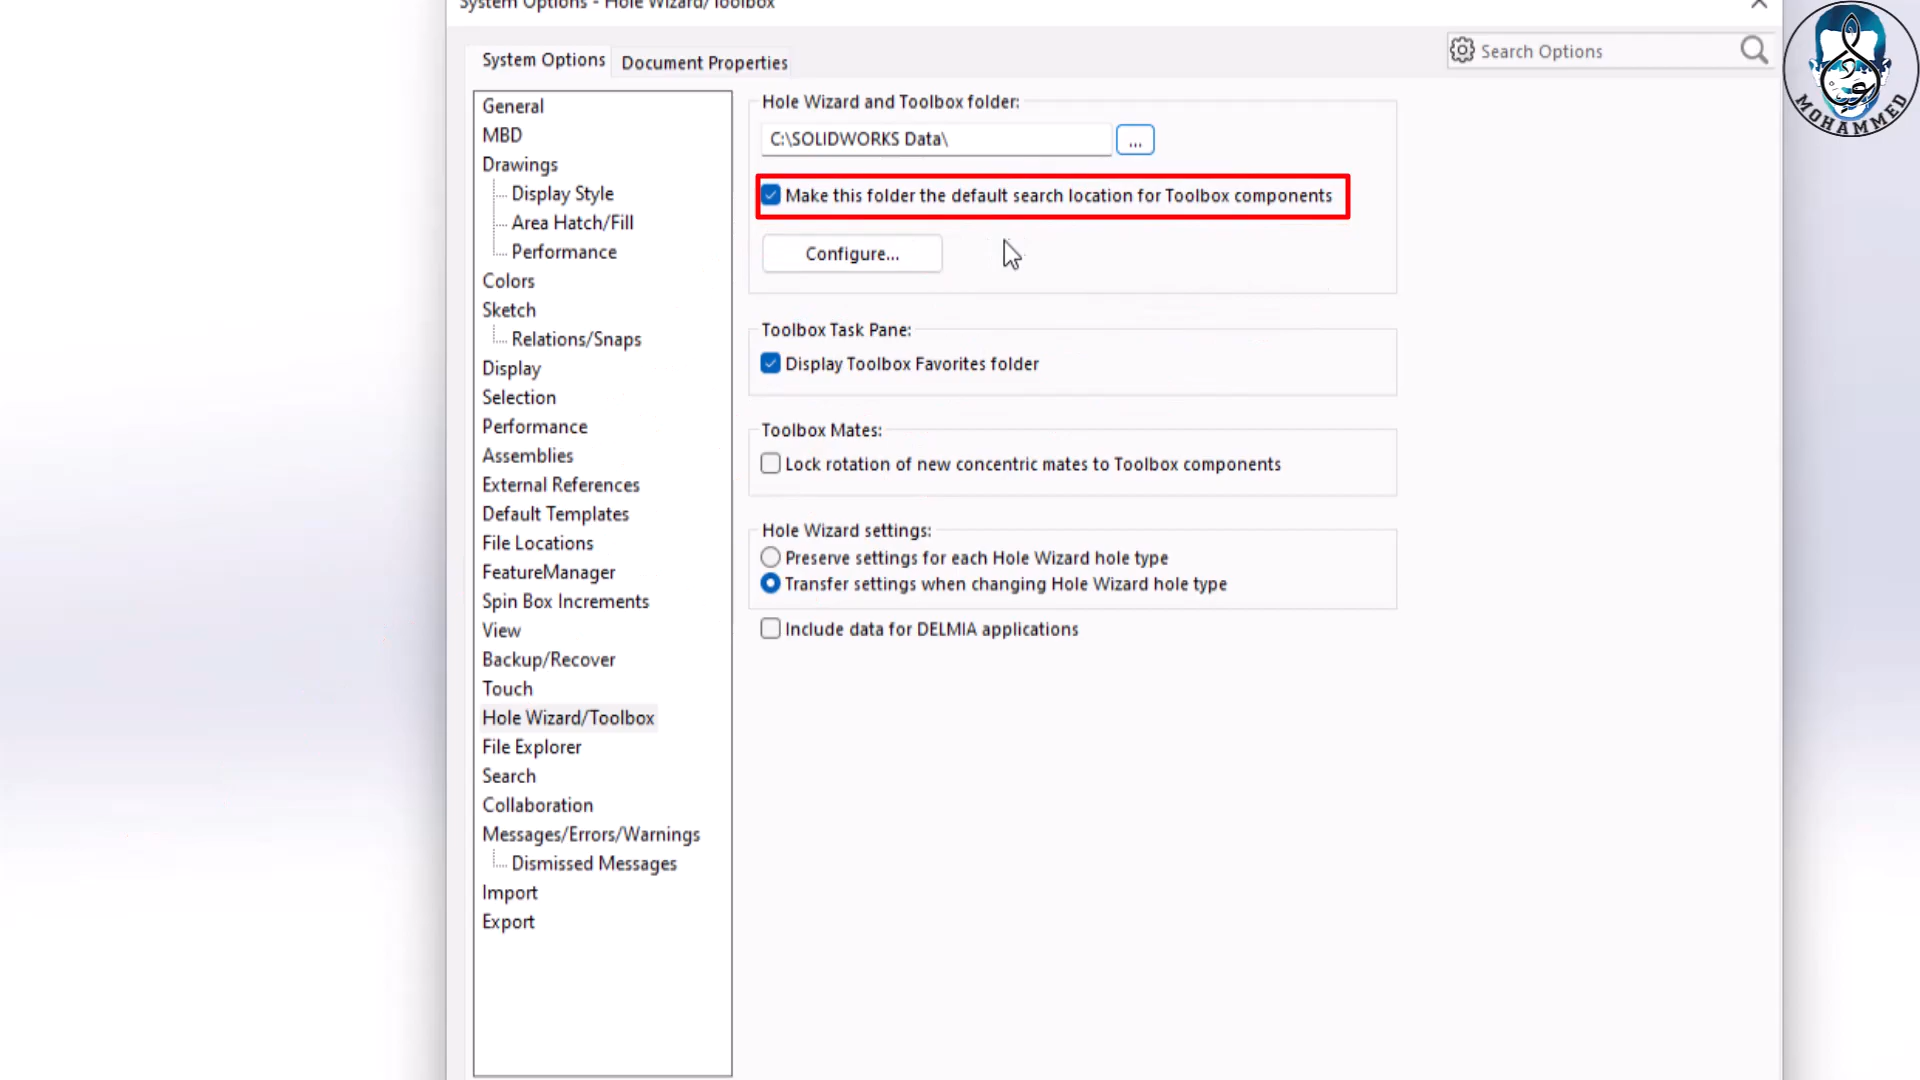 System Options - Hole Wizard/Toolbox
System Options
Document Properties
Search Options
MOHAMMED
General
MBD
Drawings
Display Style
Area Hatch/Fill
Performance
Colors
Sketch
Relations/Snaps
Display
Selection
Performance
Assemblies
External References
Default Templates
File Locations
FeatureManager
Spin Box Increments
View
Backup/Recover
Touch
Hole Wizard/Toolbox
File Explorer
Search
Collaboration
Messages/Errors/Warnings
Dismissed Messages
Import
Export
Hole Wizard and Toolbox folder:
C:\SOLIDWORKS Data\
...
Make this folder the default search location for Toolbox components
Configure...
Toolbox Task Pane:
Display Toolbox Favorites folder
Toolbox Mates:
Lock rotation of new concentric mates to Toolbox components
Hole Wizard settings:
Preserve settings for each Hole Wizard hole type
Transfer settings when changing Hole Wizard hole type
Include data for DELMIA applications